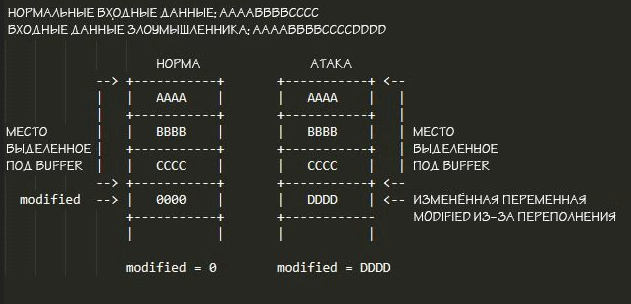 НОРМАЛЬНЫЕ ВХОДНЫЕ ДАННЫЕ: AAAABBBBCCCC
ВХОДНЫЕ ДАННЫЕ ЗЛОУМЫШЛЕННИКА: AAAABBBBCCCCDDDD
НОРМА АТАКА
--> +-----------+ +-----------+ <--
| | AAAA | | AAAA | |
| +-----------+ +-----------+ |
МЕСТО | | BBBB | | BBBB | | МЕСТО
ВЫДЕЛЕННОЕ | +-----------+ +-----------+ | ВЫДЕЛЕННОЕ
ПОД BUFFER | | CCCC | | CCCC | | ПОД BUFFER
--> +-----------+ +-----------+ <--
modified --> | 0000 | | DDDD | <-- ИЗМЕНЁННАЯ ПЕРЕМЕННАЯ
+-----------+ +------------ MODIFIED ИЗ-ЗА ПЕРЕПОЛНЕНИЯ
| | | |
modified = 0 modified = DDDD